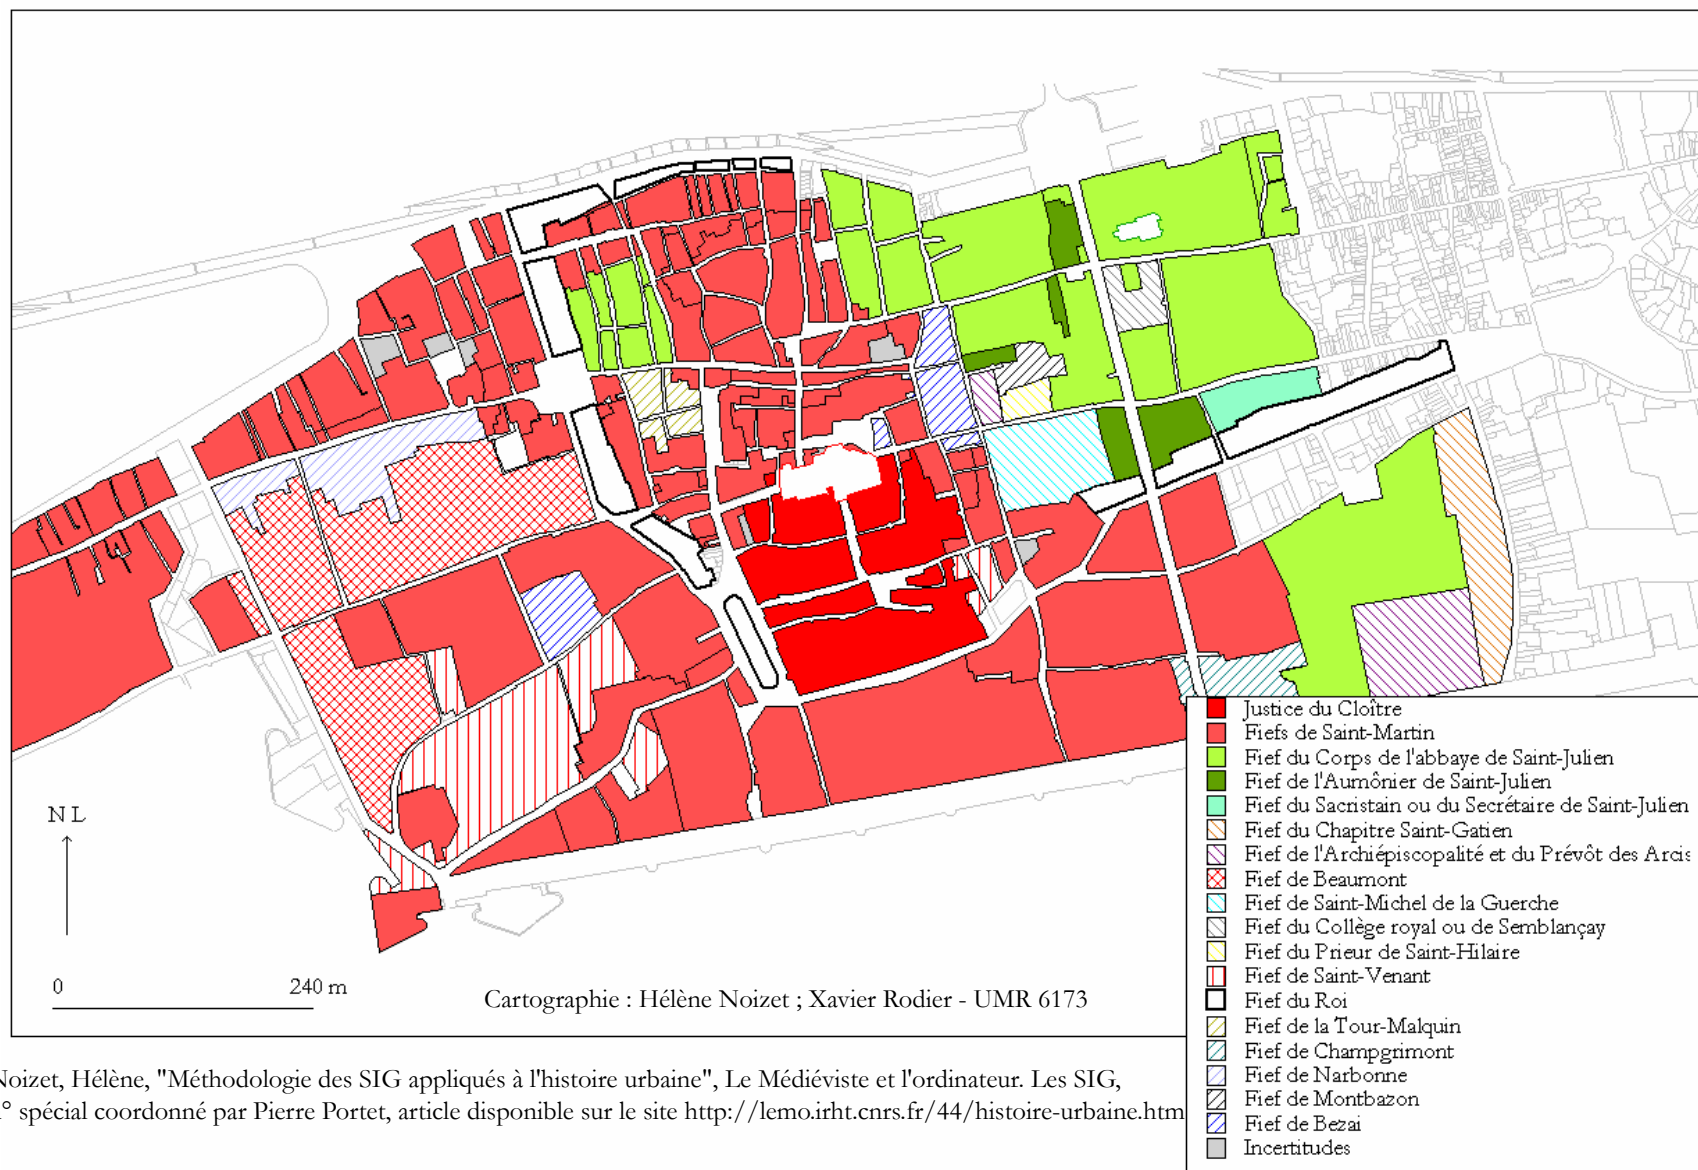 Justice du Cloître
Fiefs de Saint-Martin
Fief du Corps de l'abbaye de Saint-Julien
Fief de l'Aumônier de Saint-Julien
Fief du Sacristain ou du Secrétaire de Saint-Julien
Fief du Chapitre Saint-Gatien
Fief de l'Archiépiscopalité et du Prévôt des Arcis
Fief de Beaumont
Fief de Saint-Michel de la Guerche
Fief du Collège royal ou de Semblançay
Fief du Prieur de Saint-Hilaire
Fief de Saint-Venant
Fief du Roi
Fief de la Tour-Malquin
Fief de Champgrimont
Fief de Narbonne
Fief de Montbazon
Fief de Bezai
Incertitudes
N L
0 240 m
Cartographie : Hélène Noizet ; Xavier Rodier - UMR 6173
Noizet, Hélène, "Méthodologie des SIG appliqués à l'histoire urbaine", Le Médiéviste et l'ordinateur. Les SIG,
° spécial coordonné par Pierre Portet, article disponible sur le site http://lemo.irht.cnrs.fr/44/histoire-urbaine.htm